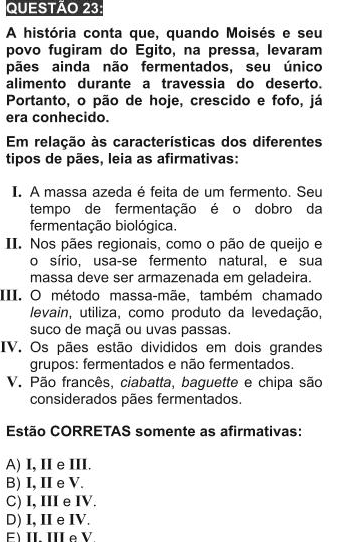 QUESTÃO 23:
A história conta que, quando Moisés e seu
povo fugiram do Egito, na pressa, levaram
pães ainda não fermentados, seu único
alimento durante a travessia do deserto.
Portanto, o pão de hoje, crescido e fofo, já
era conhecido.
Em relação às características dos diferentes
tipos de pães, leia as afirmativas:
I. A massa azeda é feita de um fermento. Seu
tempo de fermentação é o dobro da
fermentação biológica.
II. Nos pães regionais, como o pão de queijo e
o sírio, usa-se fermento natural, e sua
massa deve ser armazenada em geladeira.
III. O método massa-mãe, também chamado
levain, utiliza, como produto da levedação,
suco de maçã ou uvas passas.
IV. Os pães estão divididos em dois grandes
grupos: fermentados e não fermentados.
V. Pão francês, ciabatta, baguette e chipa são
considerados pães fermentados.
Estão CORRETAS somente as afirmativas:
A) I, II e III.
B) I, II e V.
C) I, III e IV.
D) I, II e IV.
E) II, III e V.